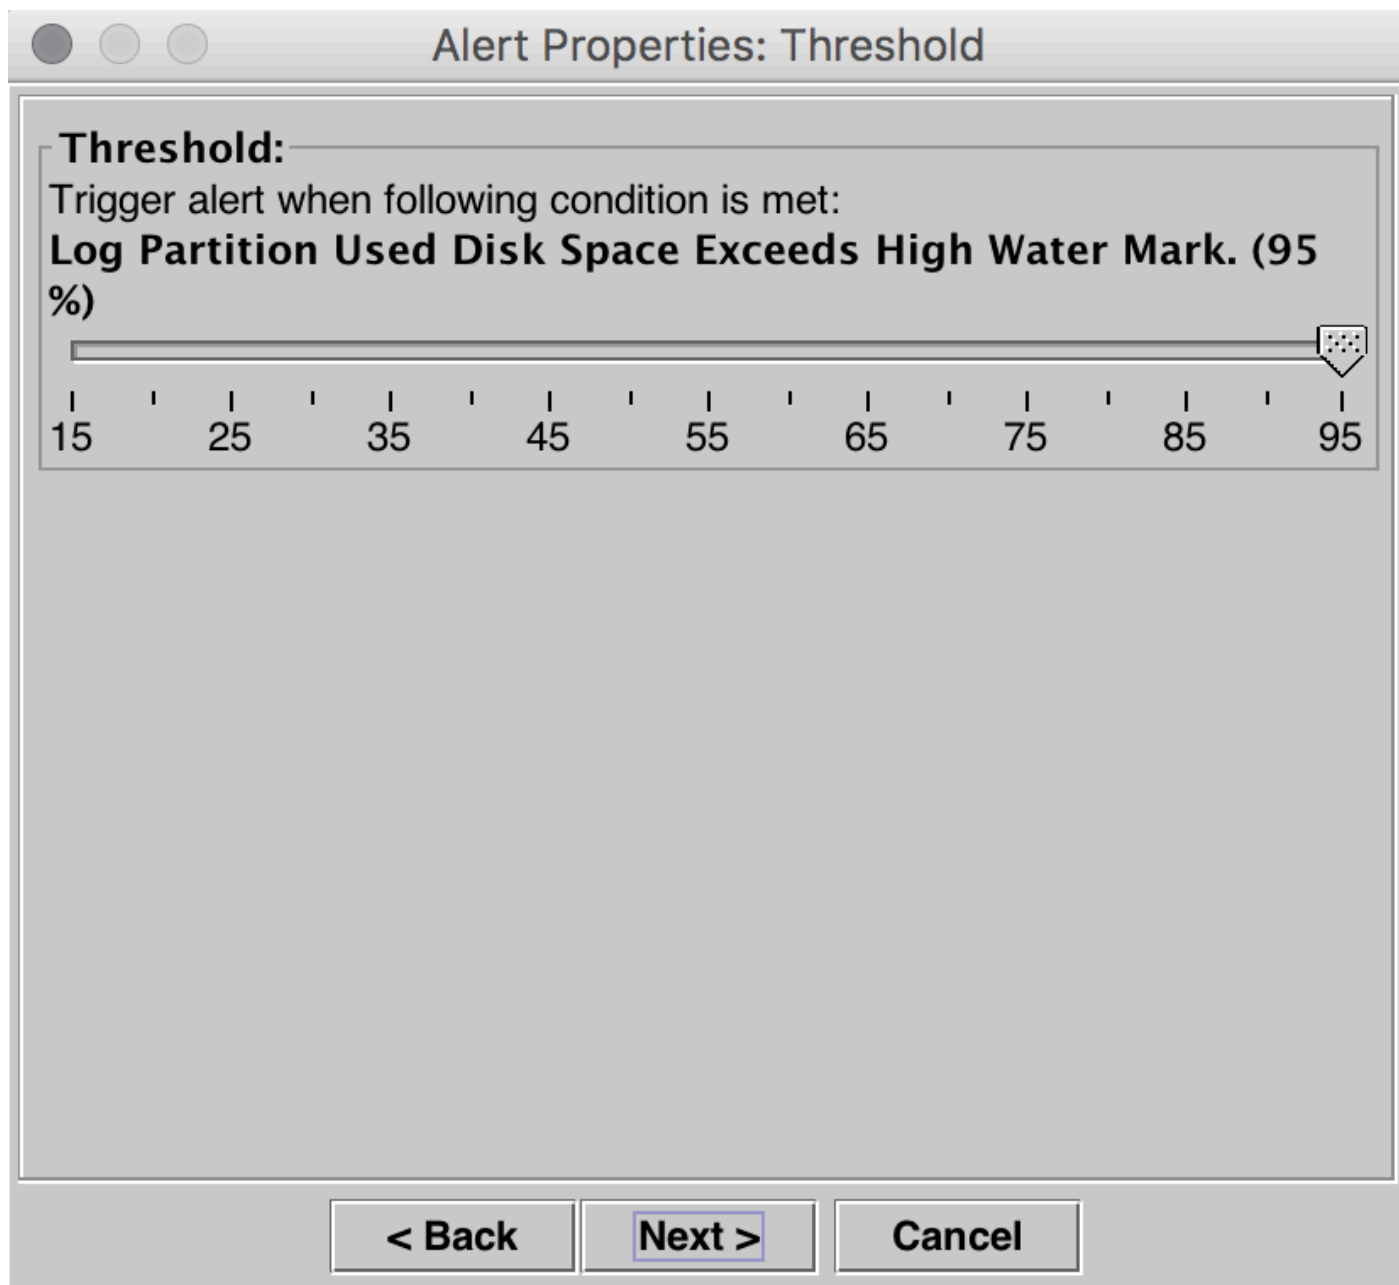 Alert Properties: Threshold
Threshold:
Trigger alert when following condition is met:
Log Partition Used Disk Space Exceeds High Water Mark. (95
%)
15 25 35 45 55 65 75 85 95
< Back Next > Cancel